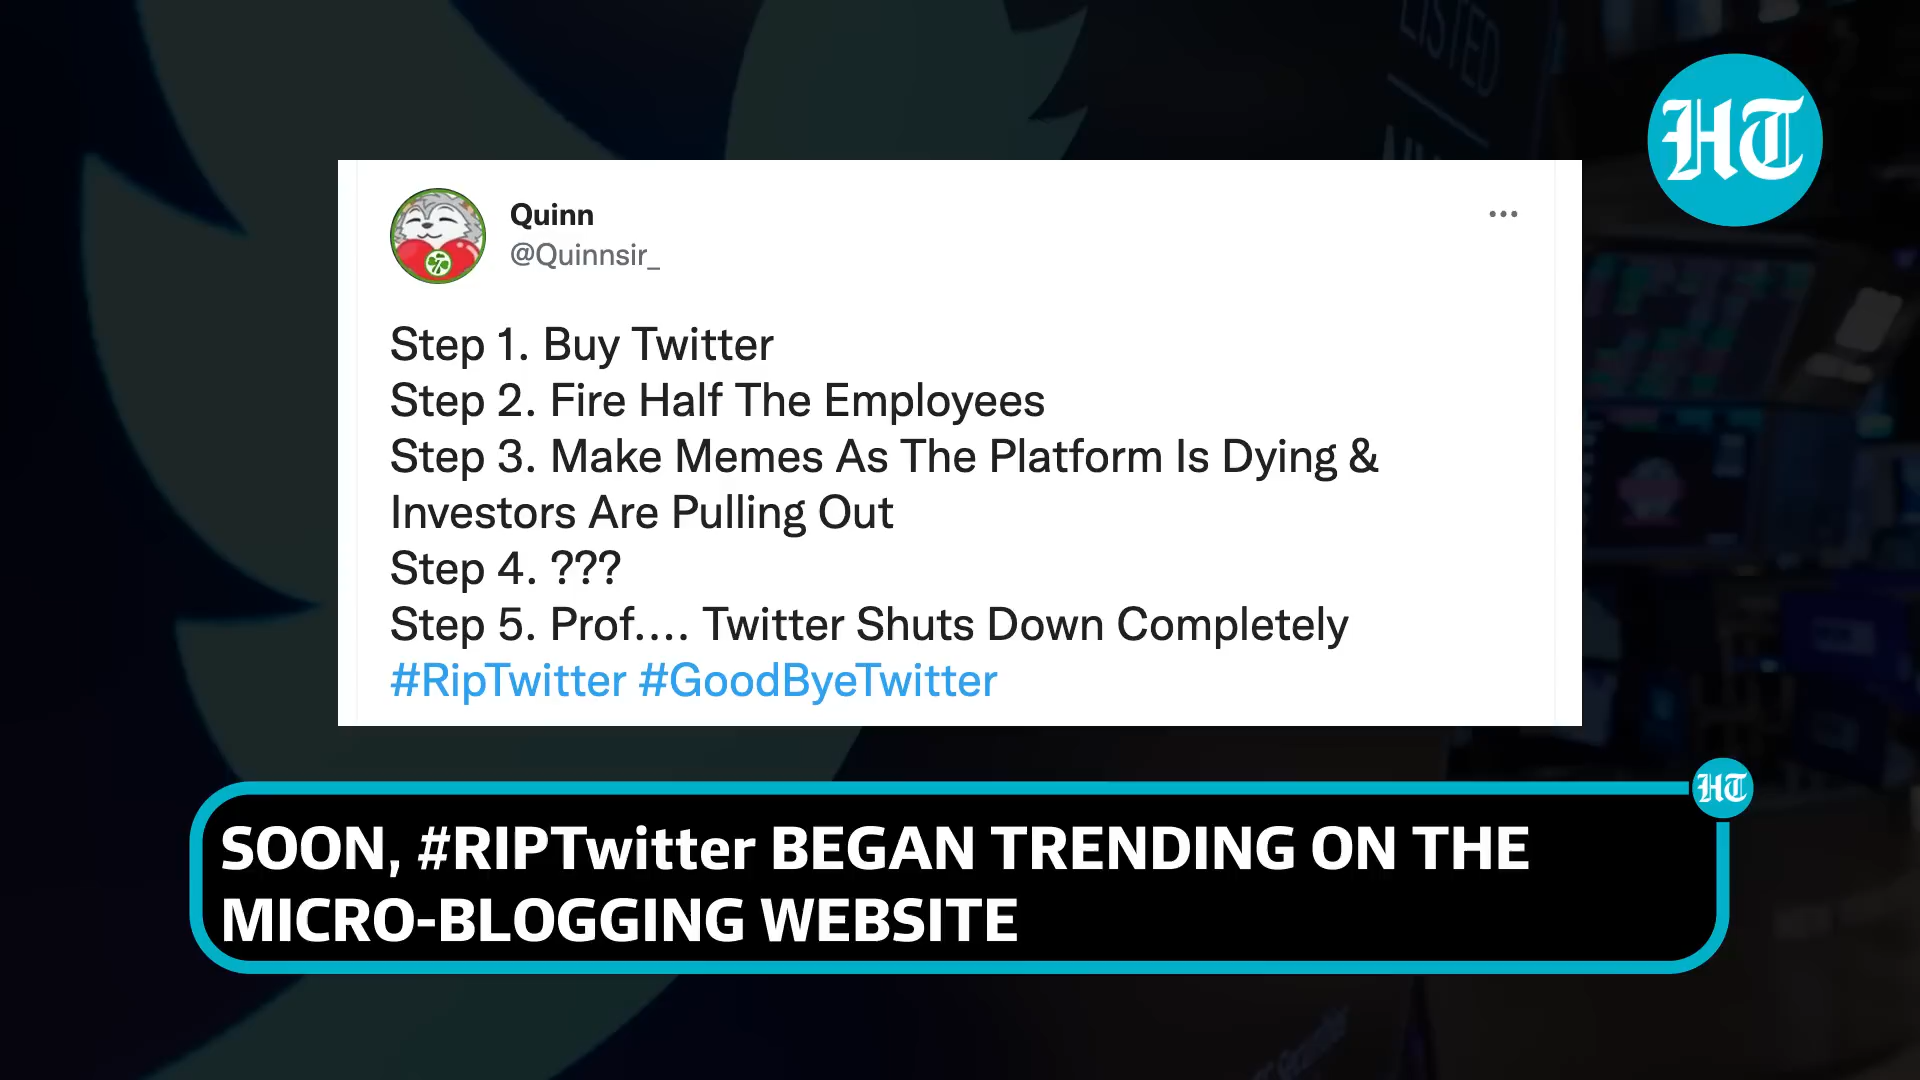 LISTED
HT
Quinn
@Quinnsir_
Step 1. Buy Twitter
Step 2. Fire Half The Employees
Step 3. Make Memes As The Platform Is Dying &
Investors Are Pulling Out
Step 4. ???
Step 5. Prof.... Twitter Shuts Down Completely
#RipTwitter #GoodByeTwitter
HT
SOON, #RIPTwitter BEGAN TRENDING ON THE
MICRO-BLOGGING WEBSITE